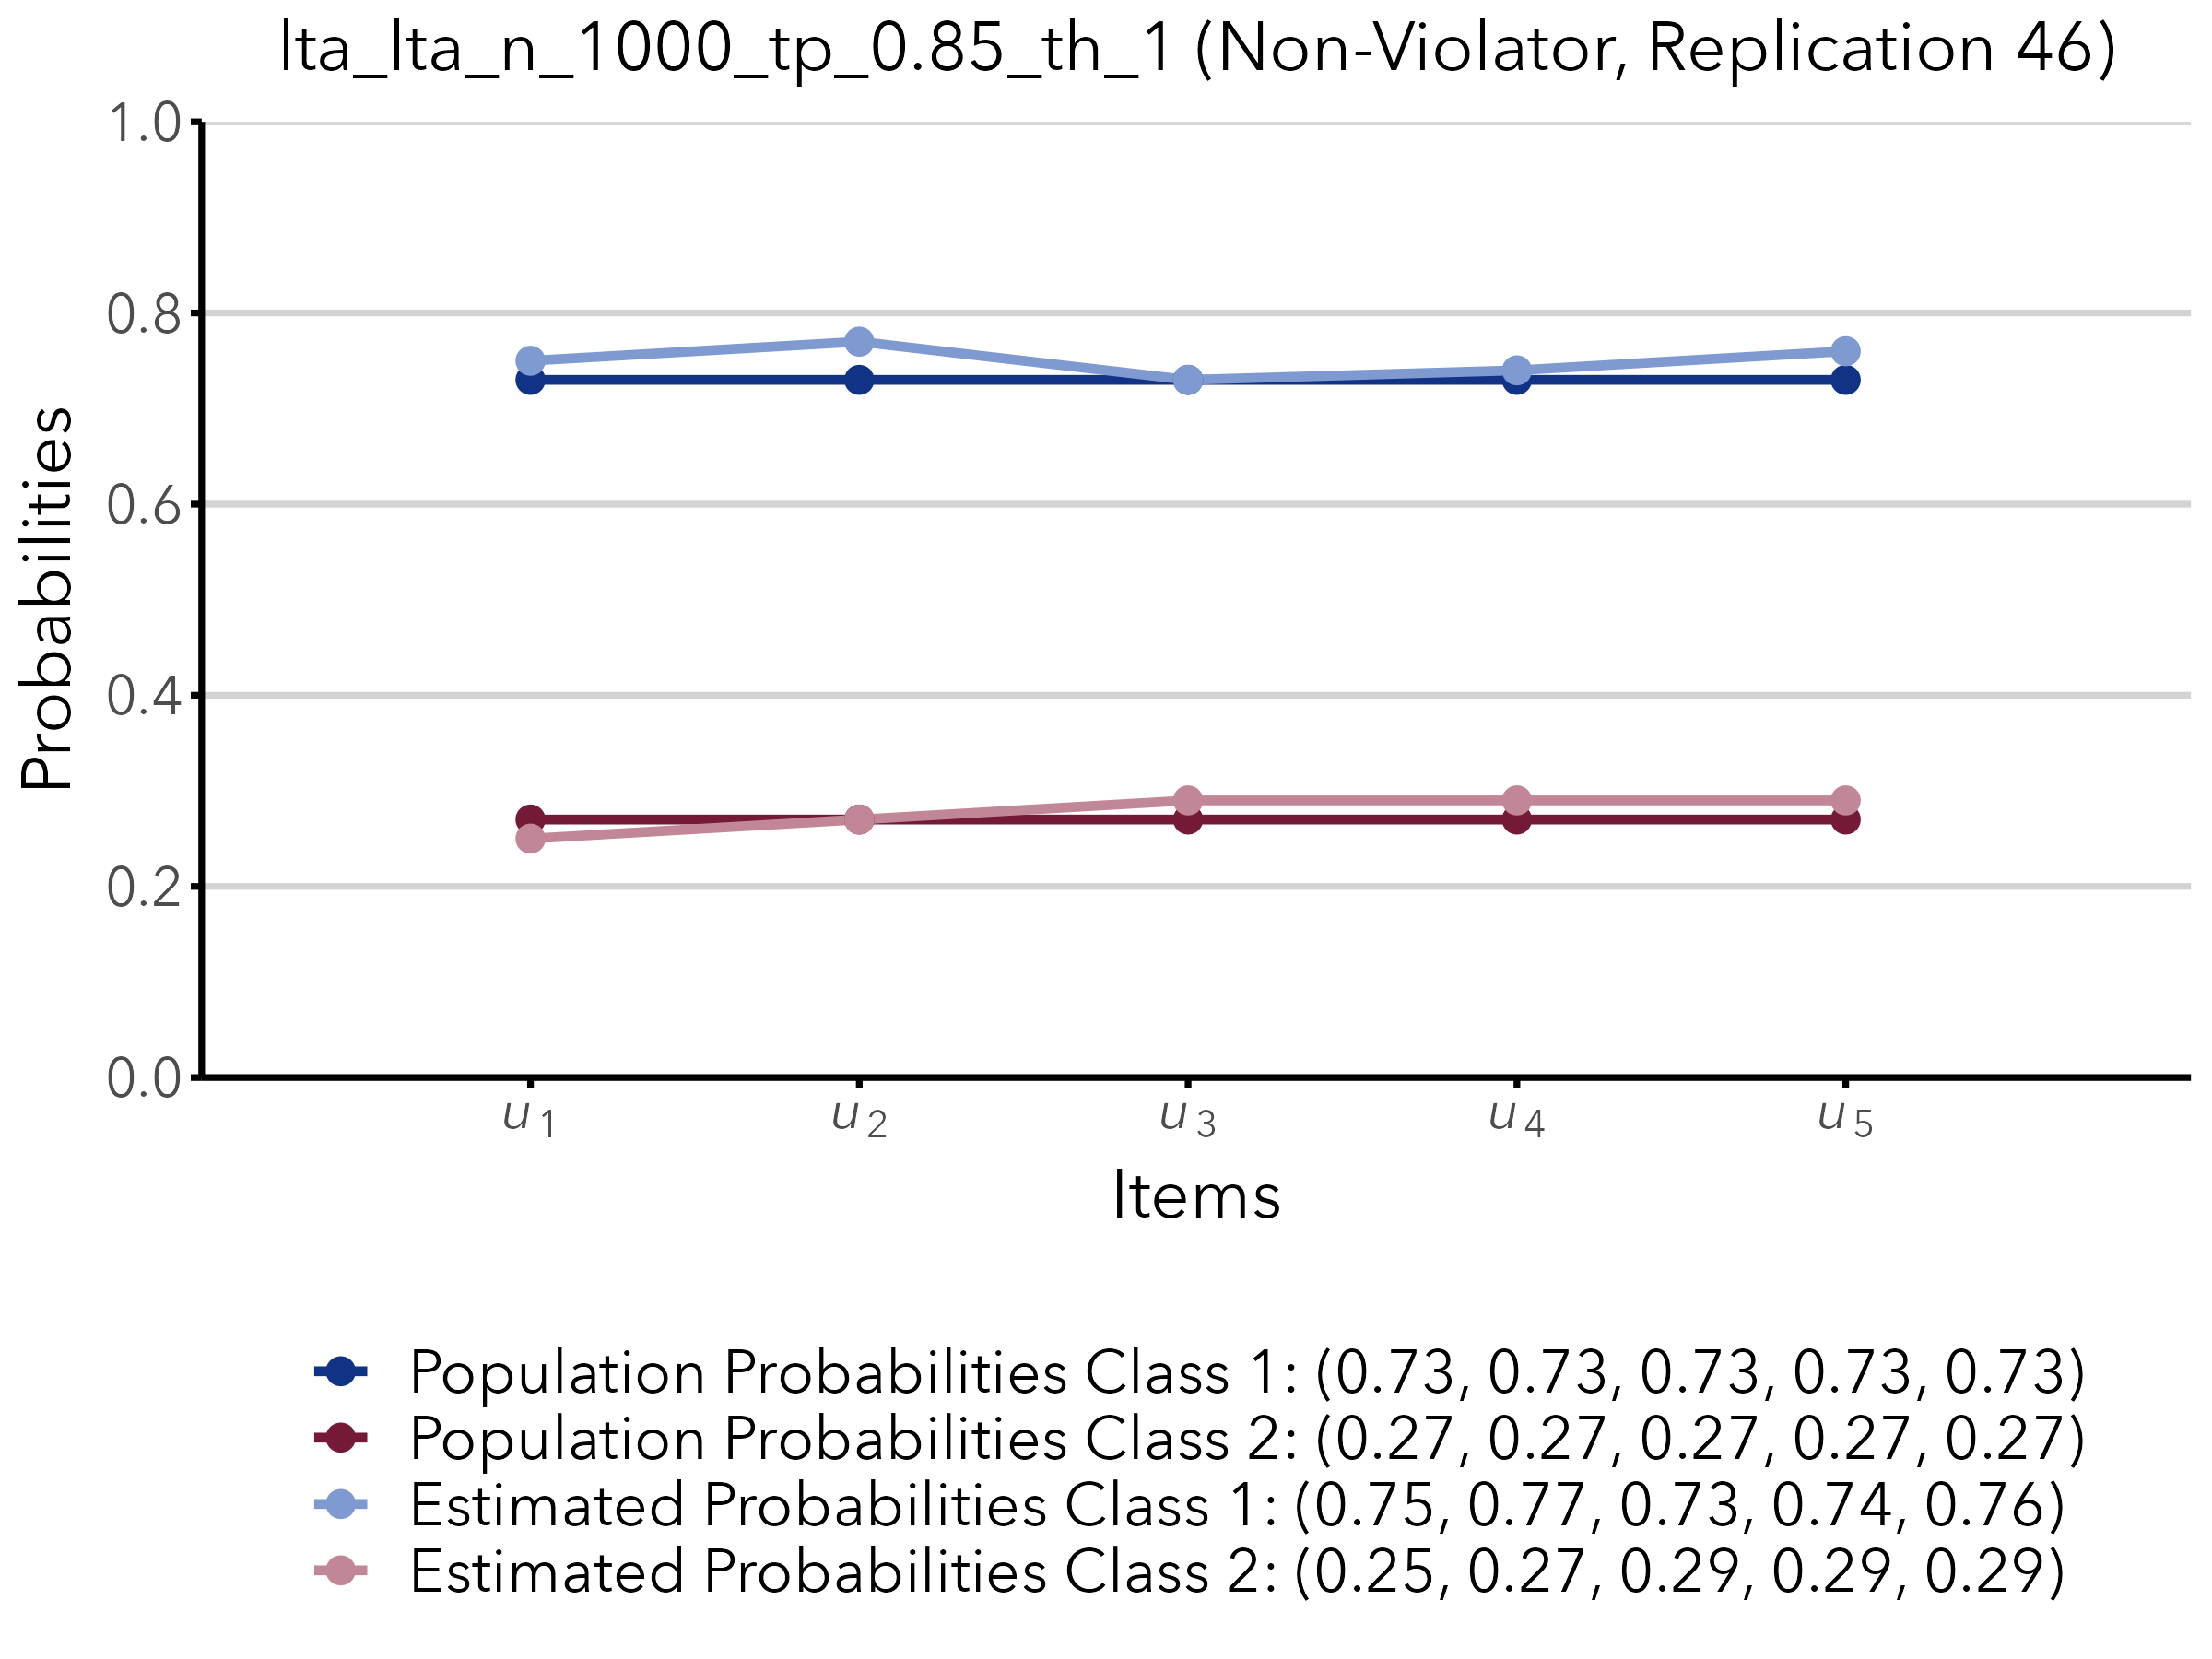 lta_lta_n_1000_tp_0.85_th_1 (Non-Violator, Replication 46)
1.0
0.8
0.6
0.4
0.2
0.0
Probabilities
u1 u2 u3 u4 u5
Items
Population Probabilities Class 1: (0.73, 0.73, 0.73, 0.73, 0.73)
Population Probabilities Class 2: (0.27, 0.27, 0.27, 0.27, 0.27)
Estimated Probabilities Class 1: (0.75, 0.77, 0.73, 0.74, 0.76)
Estimated Probabilities Class 2: (0.25, 0.27, 0.29, 0.29, 0.29)